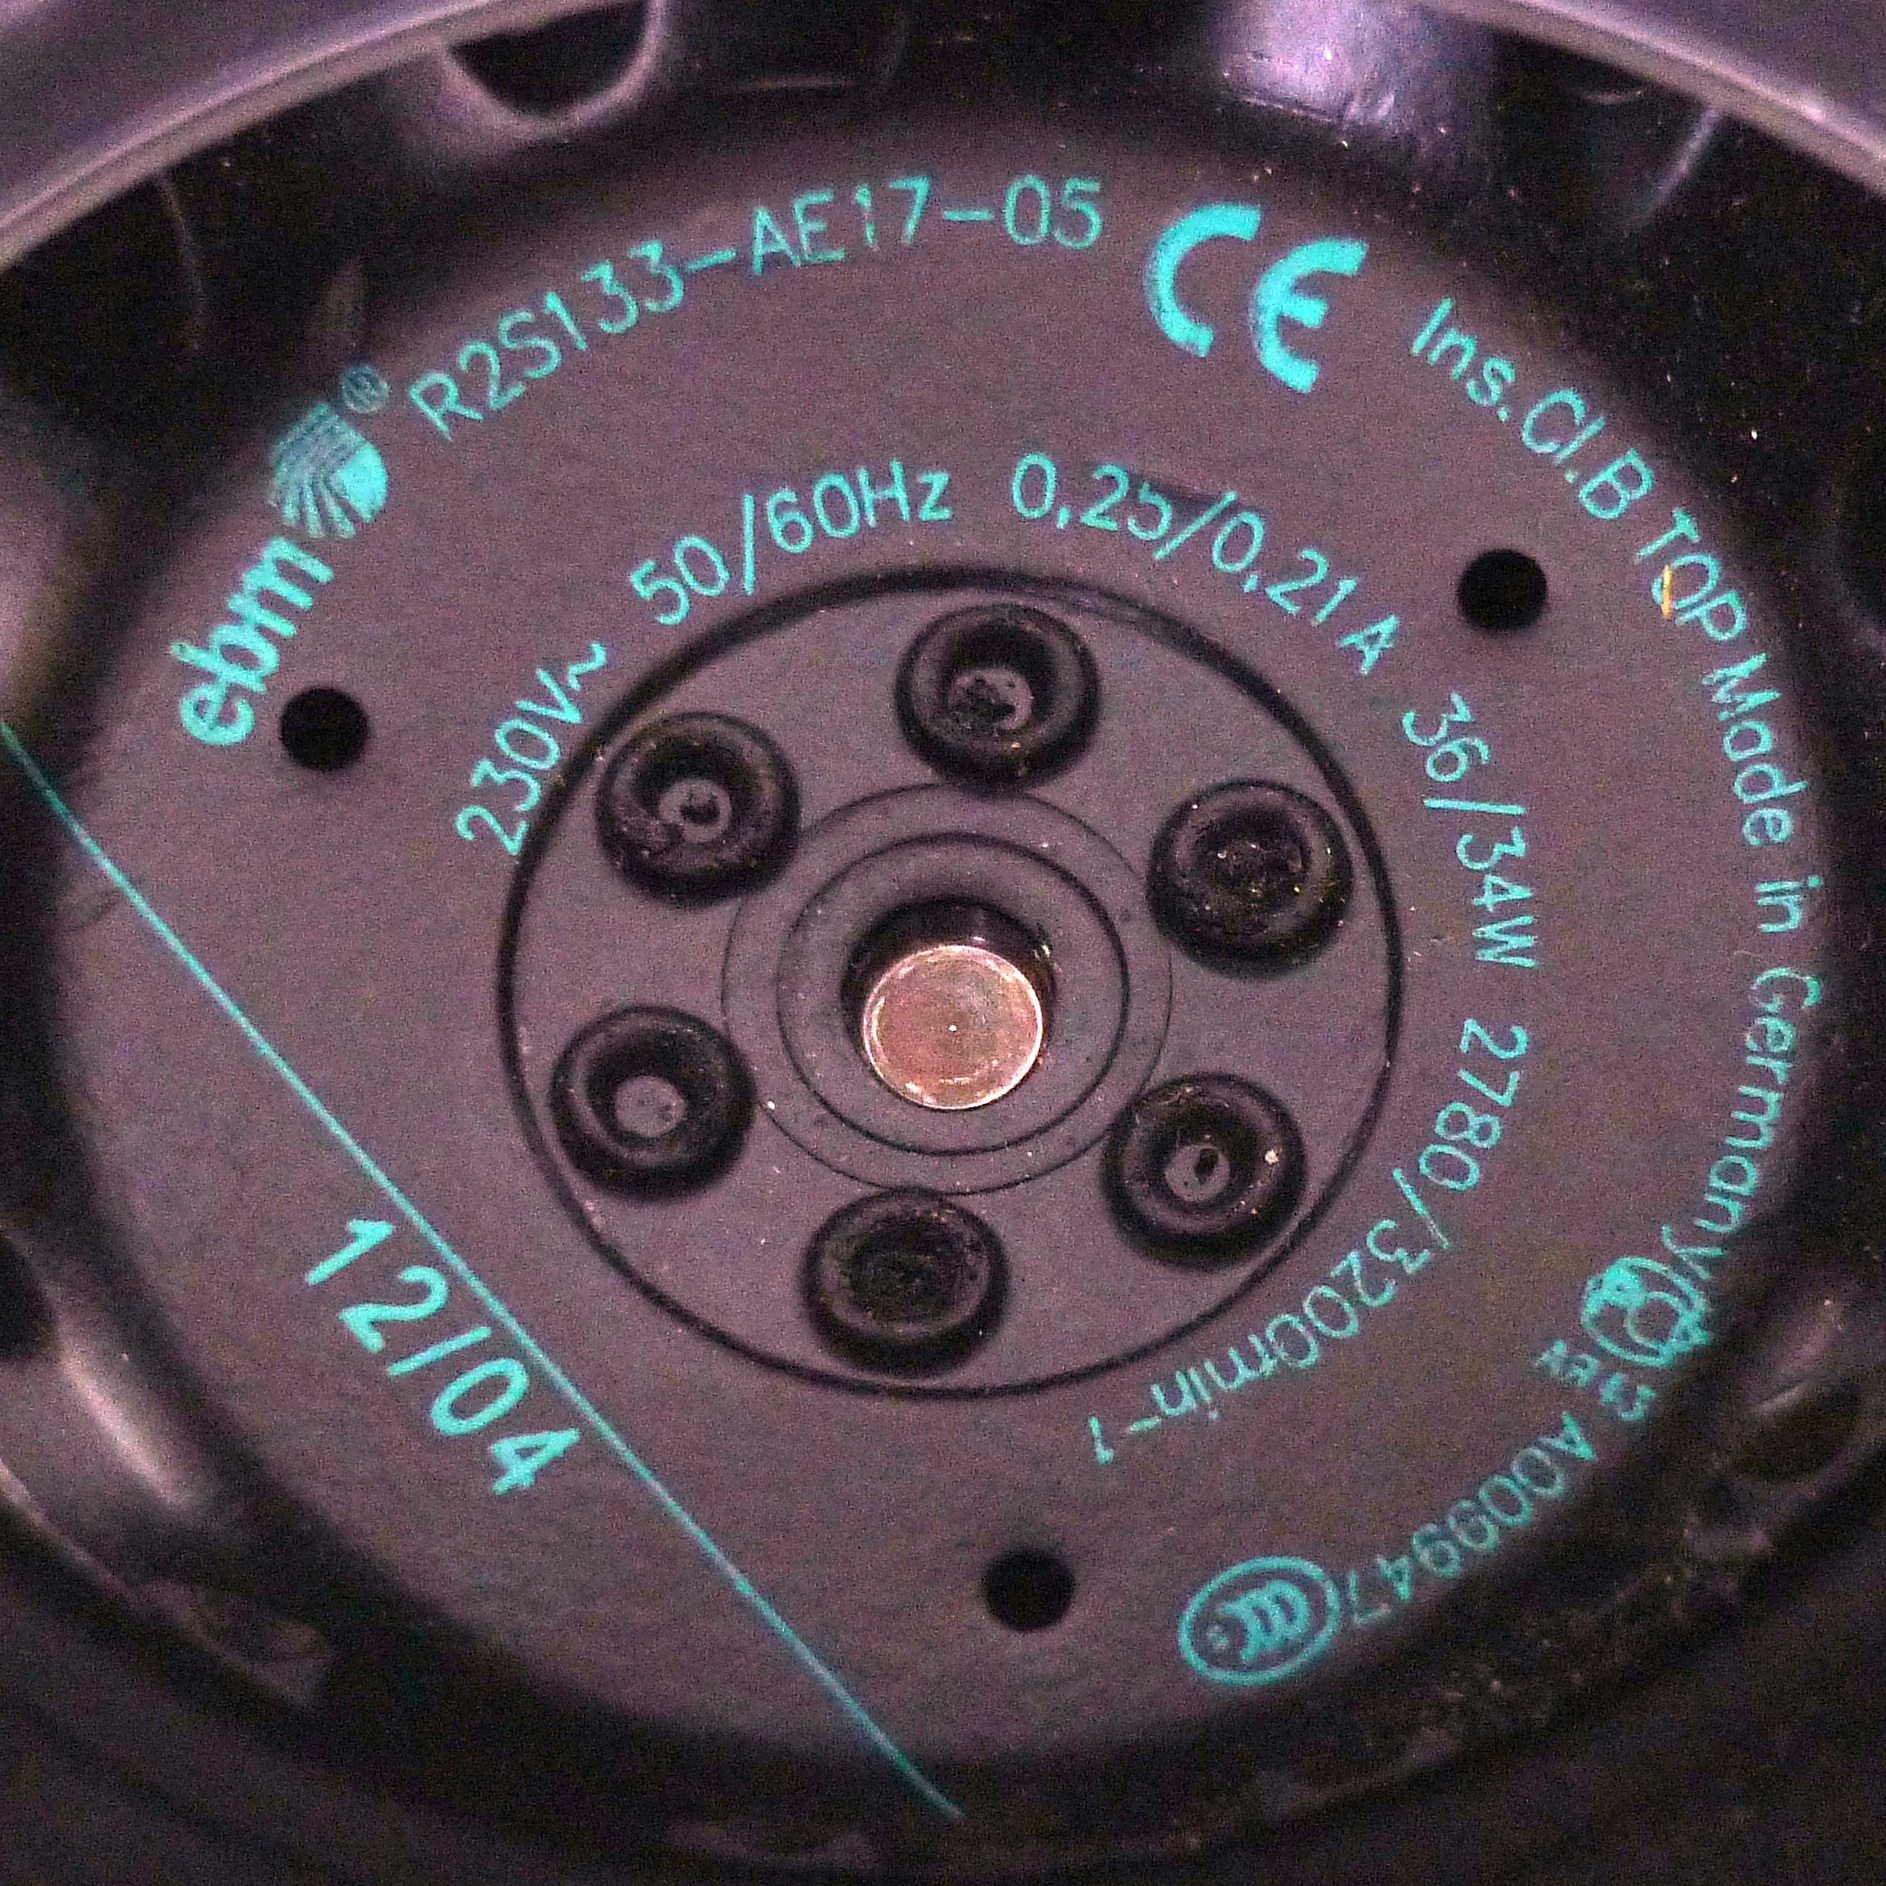 ebm® R2S133-AE17-05 CE Ins.Cl.B TOP Made in Germany
A009947 CCC
230V~ 50/60Hz 0,25/0,21A 36/34W 2780/3200min⁻¹
12/04